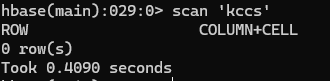 hbase(main):029:0> scan 'kccs'
ROW                          COLUMN+CELL
0 row(s)
Took 0.4090 seconds